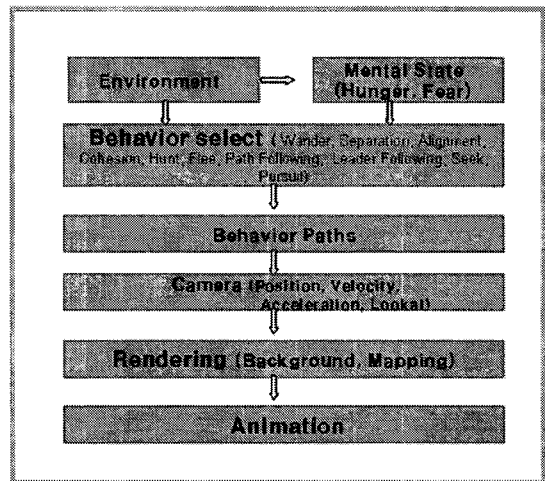 Environment
Mental State
(Hunger, Fear)
Behavior select ( Wander, Separation, Alignment,
Cohesion, Hunt, Flee, Path Following, Leader Following, Seek,
Pursuit)
Behavior Paths
Camera (Position, Velocity,
Acceleration, Lookat)
Rendering (Background, Mapping)
Animation